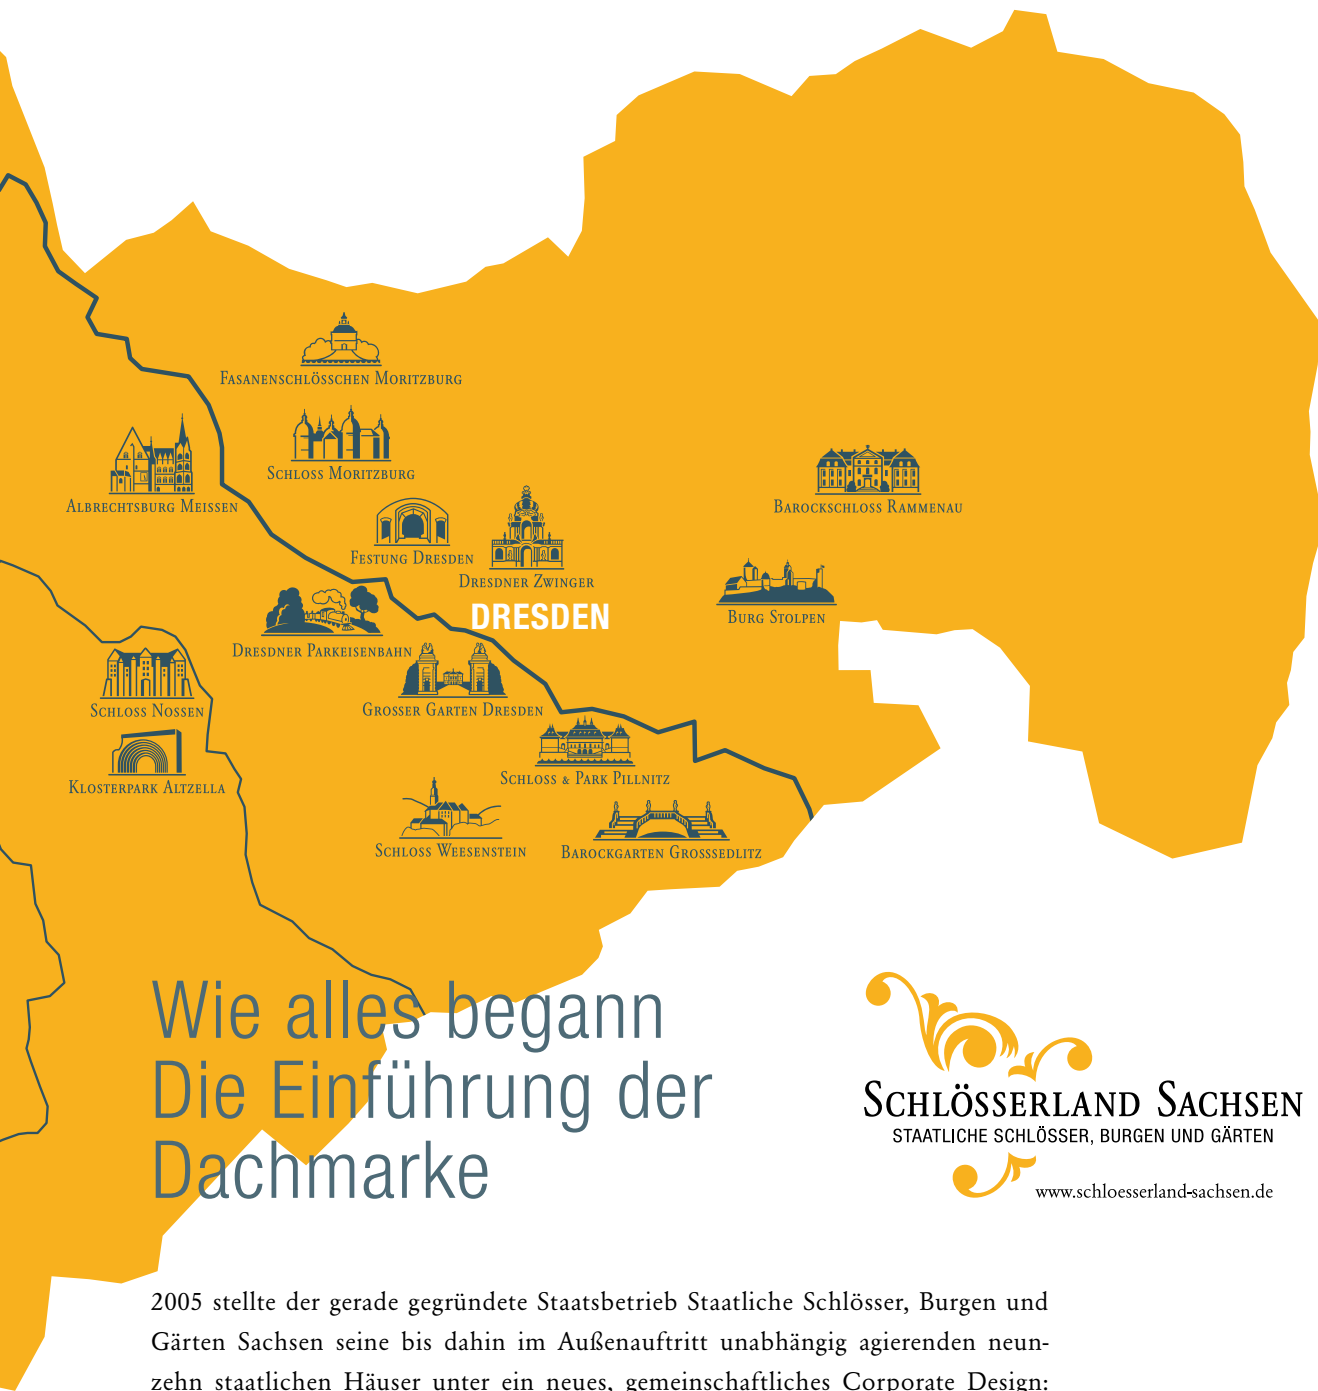 Fasanenschlösschen Moritzburg
Schloss Moritzburg
Albrechtsburg Meissen
Barockschloss Rammenau
Festung Dresden
Dresdner Zwinger
DRESDEN
Burg Stolpen
Dresdner Parkeisenbahn
Schloss Nossen
Grosser Garten Dresden
Klosterpark Altzella
Schloss & Park Pillnitz
Schloss Weesenstein
Barockgarten Grosssedlitz
Wie alles begann
Die Einführung der
Dachmarke
Schlösserland Sachsen
STAATLICHE SCHLÖSSER, BURGEN UND GÄRTEN
www.schloesserland-sachsen.de
2005 stellte der gerade gegründete Staatsbetrieb Staatliche Schlösser, Burgen und
Gärten Sachsen seine bis dahin im Außenauftritt unabhängig agierenden neun-
zehn staatlichen Häuser unter ein neues, gemeinschaftliches Corporate Design: